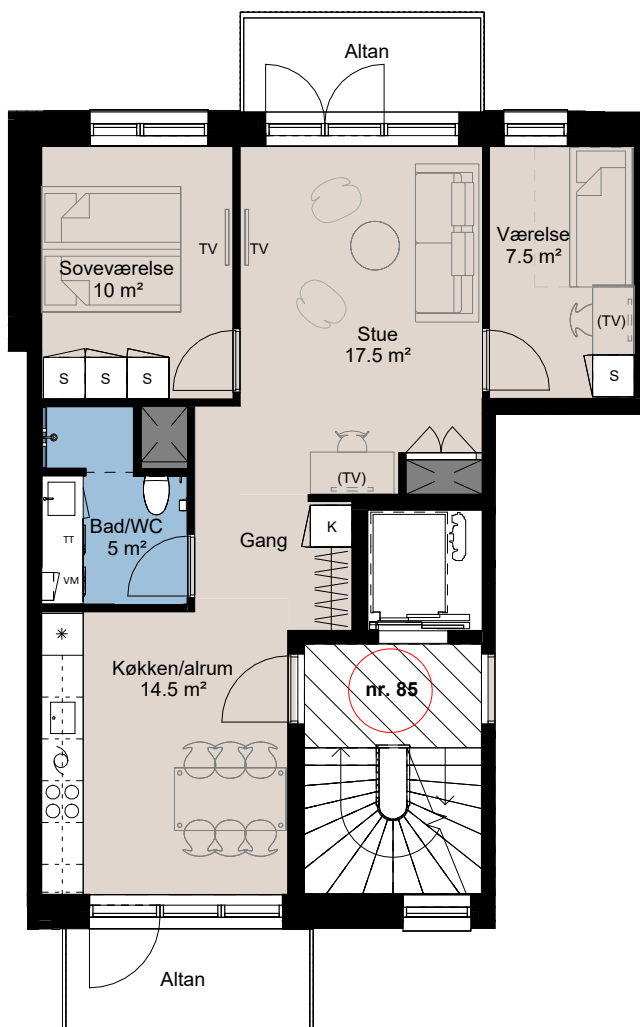 Altan
Soveværelse
10 m²
TV
TV
Værelse
7.5 m²
(TV)
Stue
17.5 m²
S
S
S
S
(TV)
Bad/WC
5 m²
TT
VM
Gang
K
Køkken/alrum
14.5 m²
nr. 85
Altan